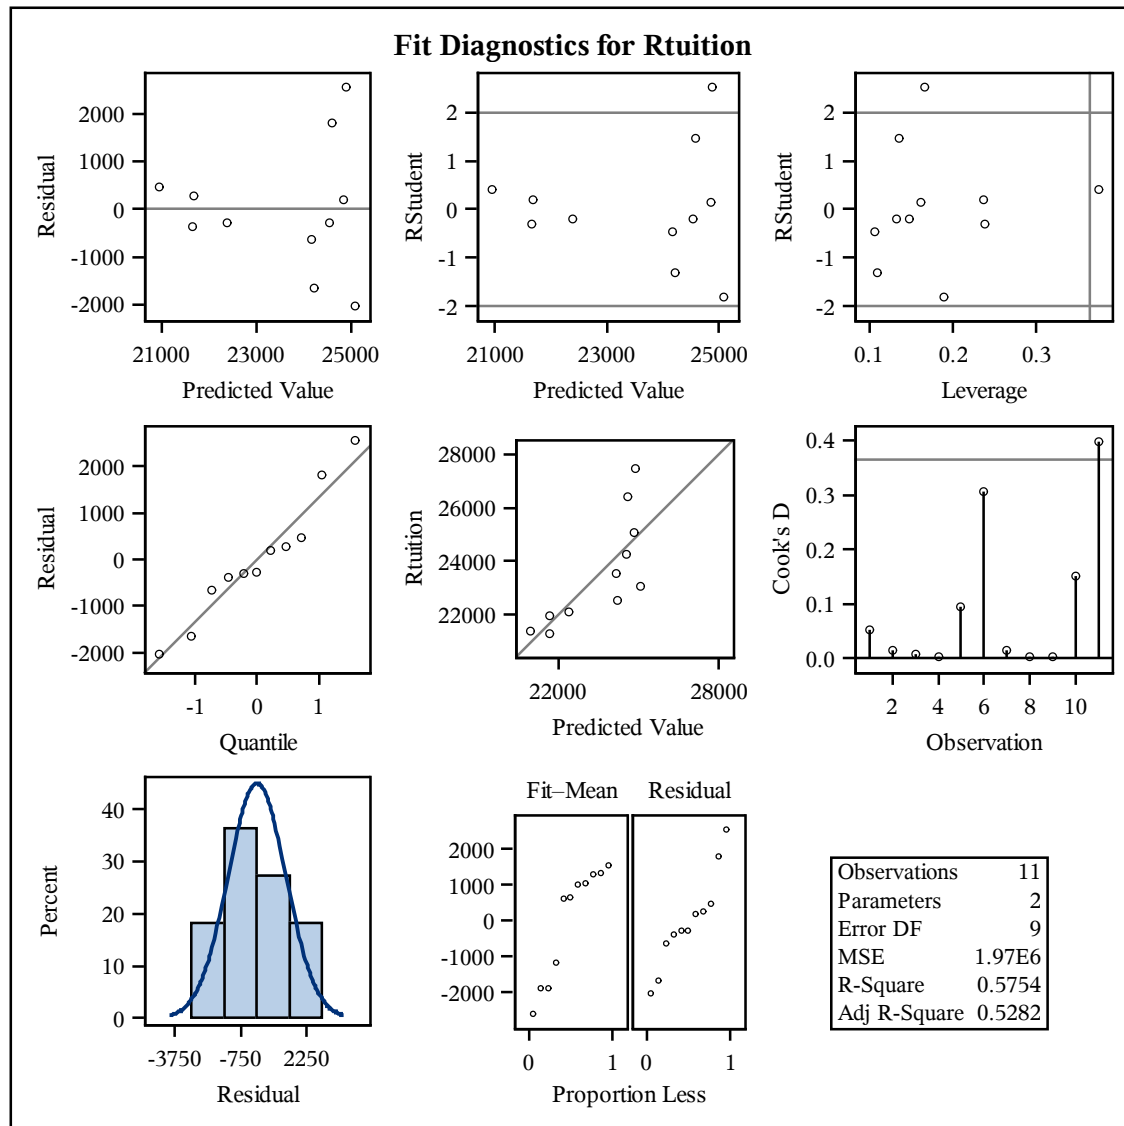 Fit Diagnostics for Rtuition
Residual
2000
1000
0
-1000
-2000
21000 23000 25000
Predicted Value
RStudent
2
1
0
-1
-2
21000 23000 25000
Predicted Value
RStudent
2
1
0
-1
-2
0.1 0.2 0.3
Leverage
Residual
2000
1000
0
-1000
-2000
-1 0 1
Quantile
Rtuition
28000
26000
24000
22000
22000 28000
Predicted Value
Cook's D
0.4
0.3
0.2
0.1
0.0
2 4 6 8 10
Observation
Percent
40
30
20
10
0
-3750 -750 2250
Residual
Fit–Mean Residual
2000
1000
0
-1000
-2000
0 1 0 1
Proportion Less
Observations 11
Parameters 2
Error DF 9
MSE 1.97E6
R-Square 0.5754
Adj R-Square 0.5282